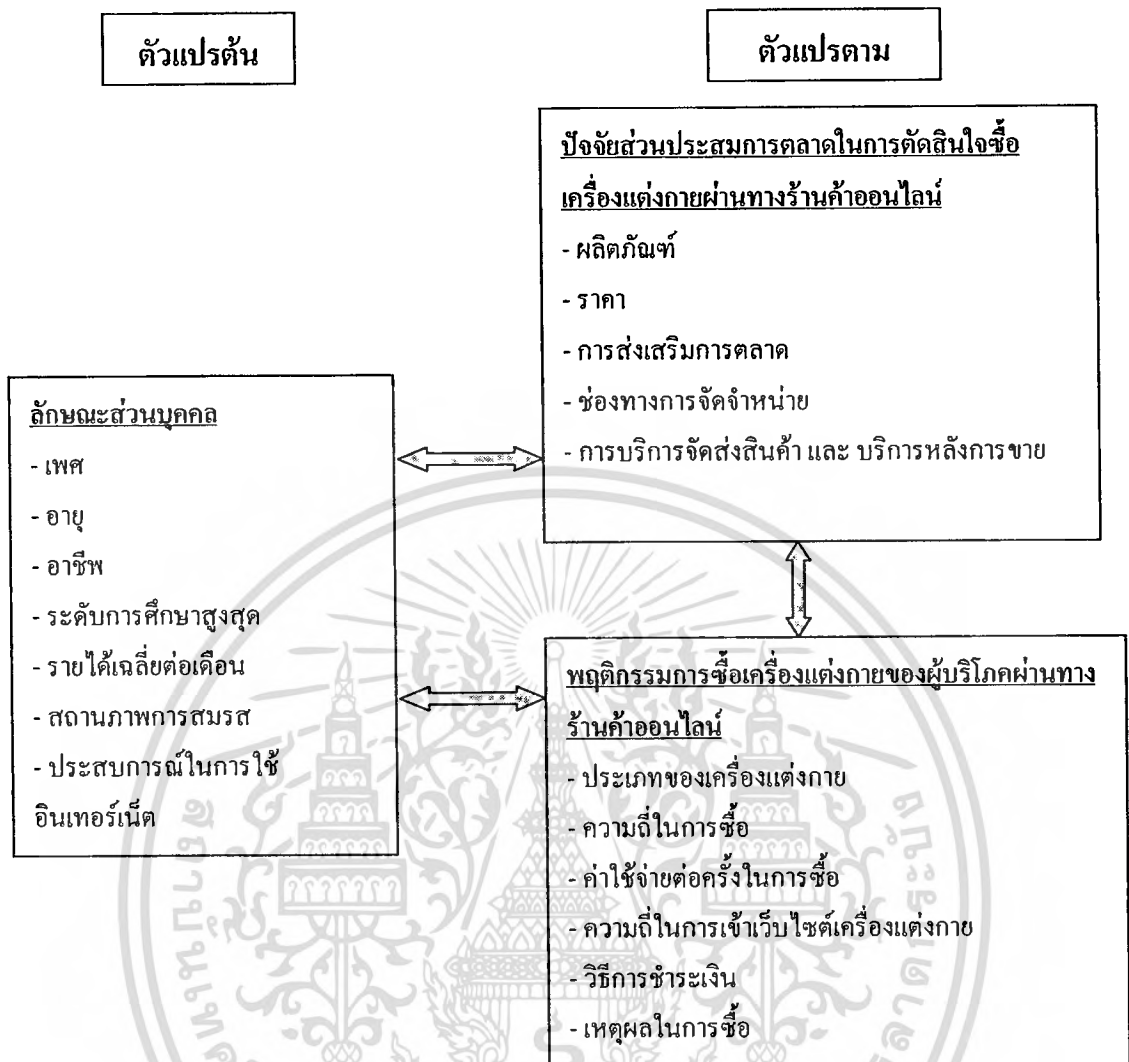 ตัวแปรต้น
ตัวแปรตาม
ปัจจัยส่วนประสมการตลาดในการตัดสินใจซื้อ
เครื่องแต่งกายผ่านทางร้านค้าออนไลน์
- ผลิตภัณฑ์
- ราคา
- การส่งเสริมการตลาด
- ช่องทางการจัดจำหน่าย
- การบริการจัดส่งสินค้า และ บริการหลังการขาย
ลักษณะส่วนบุคคล
- เพศ
- อายุ
- อาชีพ
- ระดับการศึกษาสูงสุด
- รายได้เฉลี่ยต่อเดือน
- สถานภาพการสมรส
- ประสบการณ์ในการใช้
อินเทอร์เน็ต
พฤติกรรมการซื้อเครื่องแต่งกายของผู้บริโภคผ่านทาง
ร้านค้าออนไลน์
- ประเภทของเครื่องแต่งกาย
- ความถี่ในการซื้อ
- ค่าใช้จ่ายต่อครั้งในการซื้อ
- ความถี่ในการเข้าเว็บไซต์เครื่องแต่งกาย
- วิธีการชำระเงิน
- เหตุผลในการซื้อ